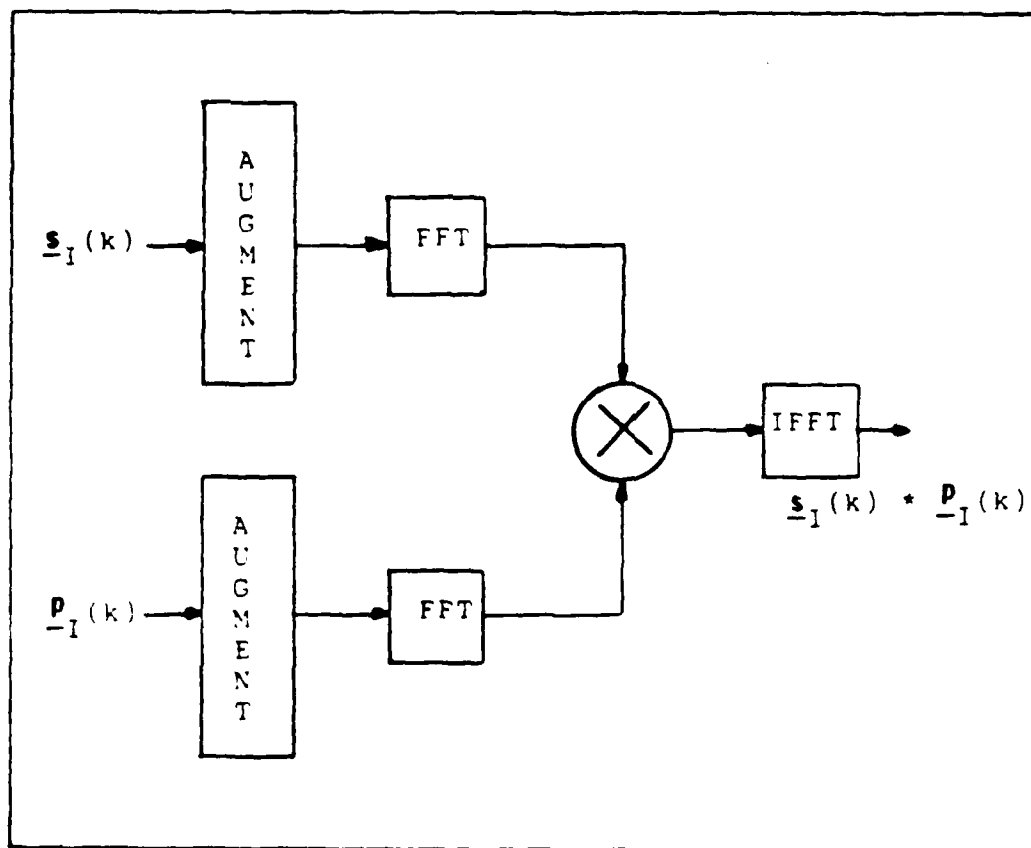 AUGMENT
FFT
s_I(k)
IFFT
s_I(k) * p_I(k)
AUGMENT
FFT
p_I(k)